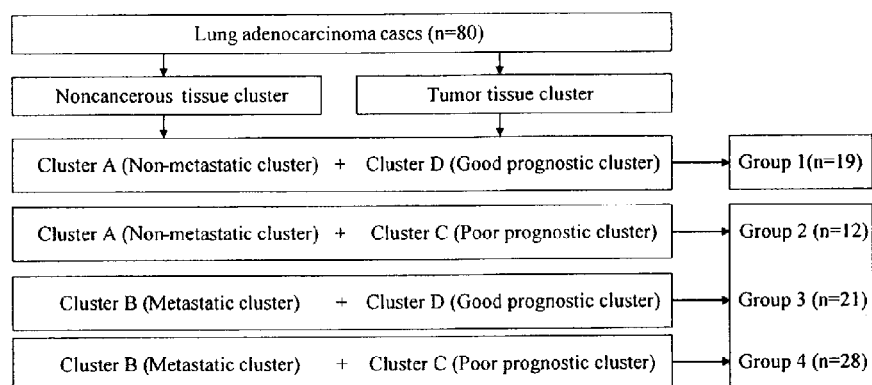 Lung adenocarcinoma cases (n=80)
Noncancerous tissue cluster
Tumor tissue cluster
Cluster A (Non-metastatic cluster) + Cluster D (Good prognostic cluster)
Group 1(n=19)
Cluster A (Non-metastatic cluster) + Cluster C (Poor prognostic cluster)
Group 2 (n=12)
Cluster B (Metastatic cluster) + Cluster D (Good prognostic cluster)
Group 3 (n=21)
Cluster B (Metastatic cluster) + Cluster C (Poor prognostic cluster)
Group 4 (n=28)